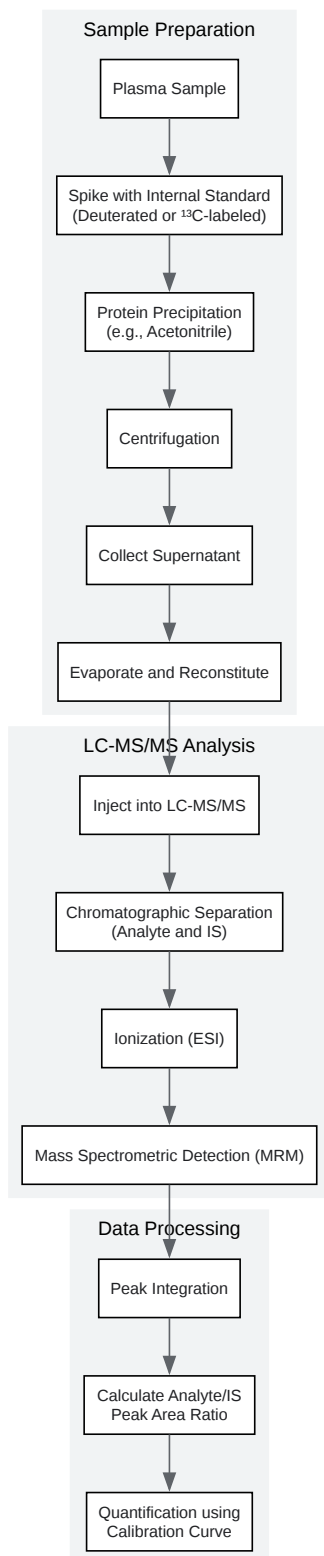 Sample Preparation
Plasma Sample
Spike with Internal Standard
(Deuterated or ¹³C-labeled)
Protein Precipitation
(e.g., Acetonitrile)
Centrifugation
Collect Supernatant
Evaporate and Reconstitute
LC-MS/MS Analysis
Inject into LC-MS/MS
Chromatographic Separation
(Analyte and IS)
Ionization (ESI)
Mass Spectrometric Detection (MRM)
Data Processing
Peak Integration
Calculate Analyte/IS
Peak Area Ratio
Quantification using
Calibration Curve